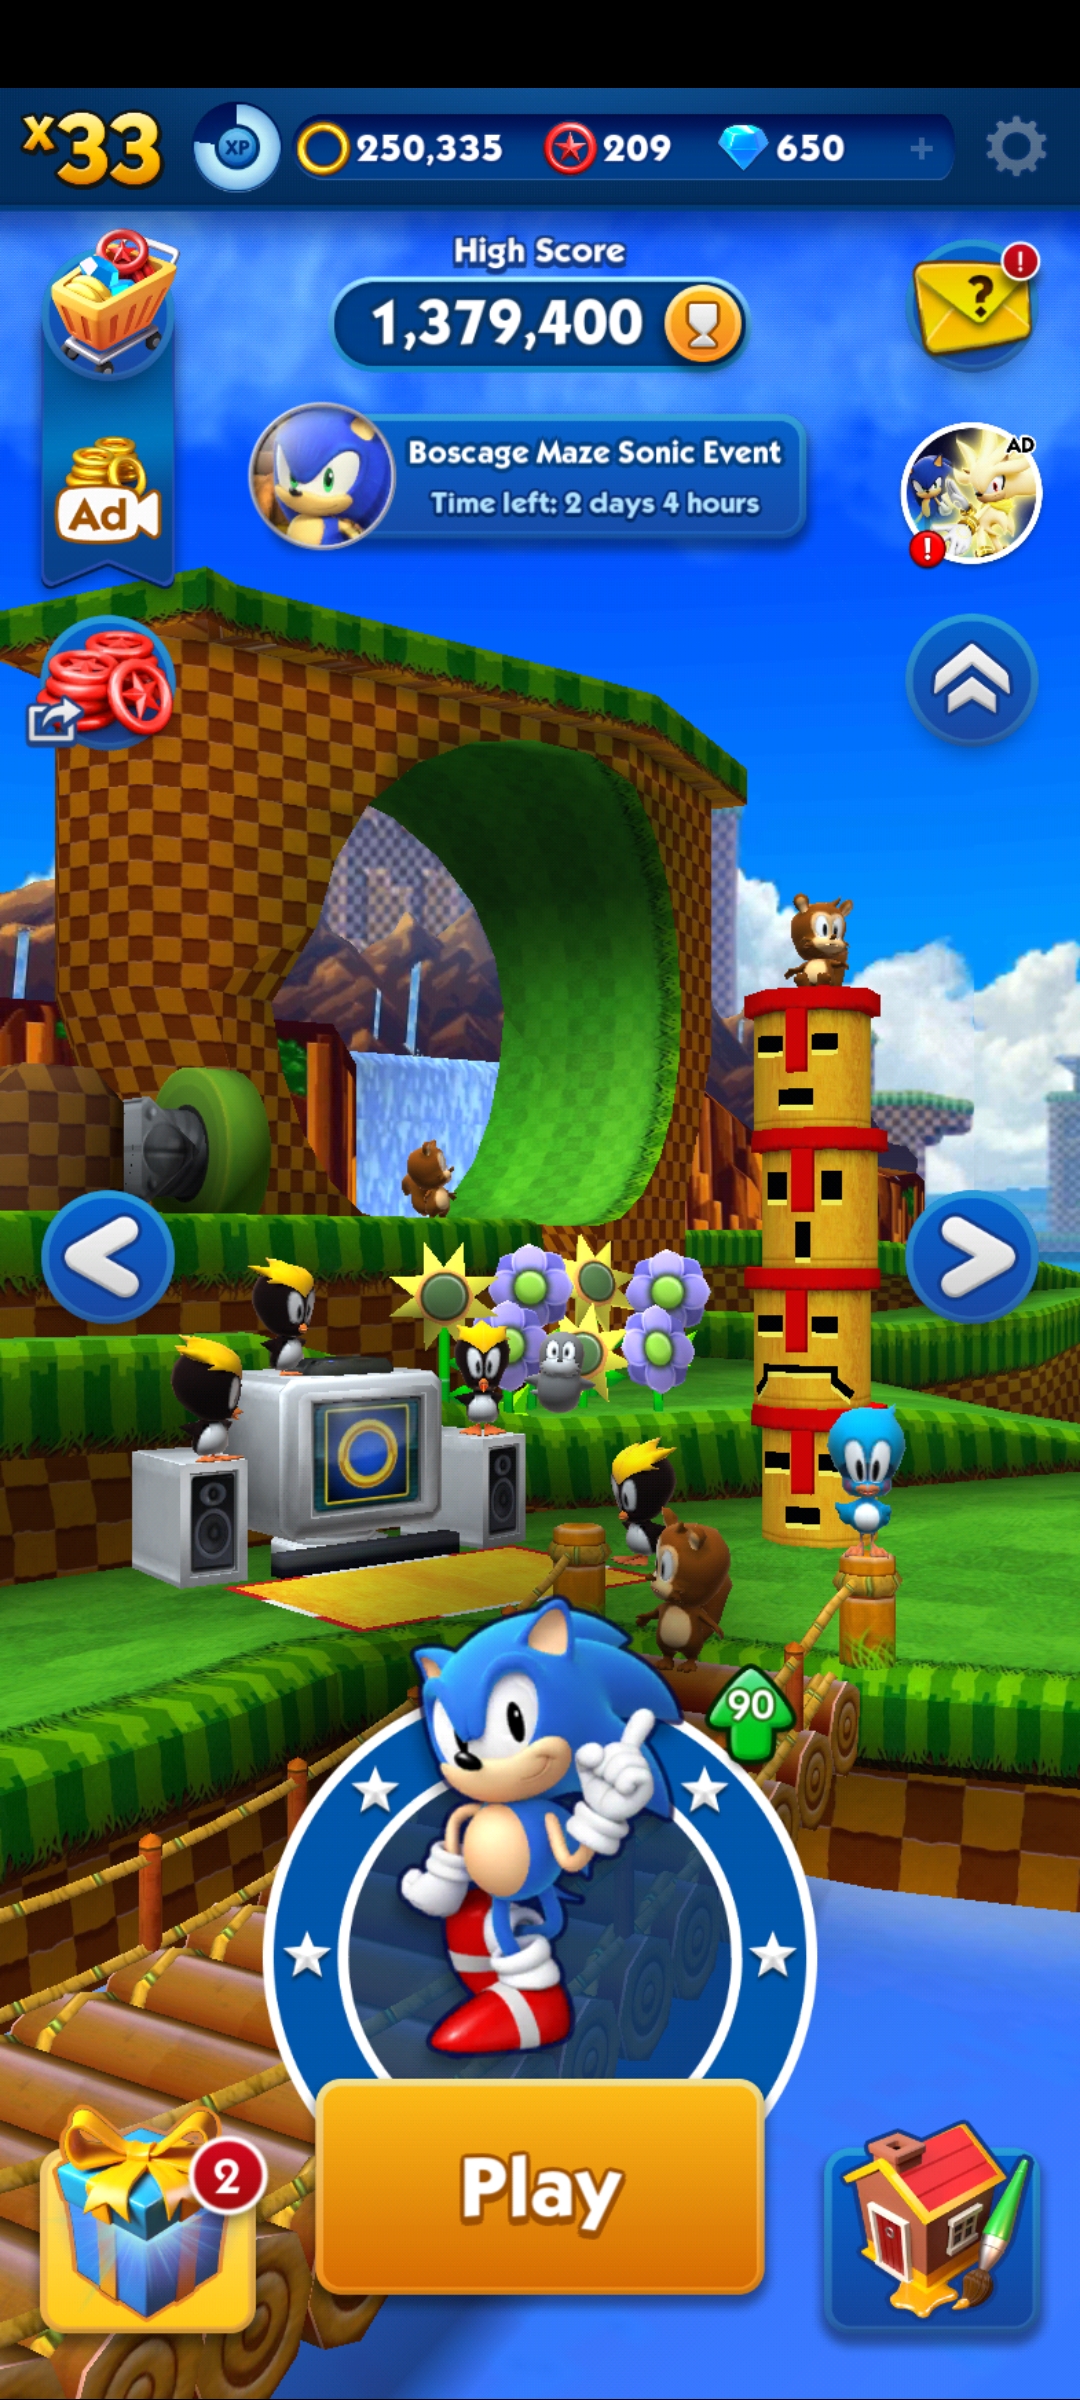 x33
XP
250,335
209
650
+
High Score
1,379,400
?
!
Boscage Maze Sonic Event
Time left: 2 days 4 hours
AD
!
Ad
90
Play
2